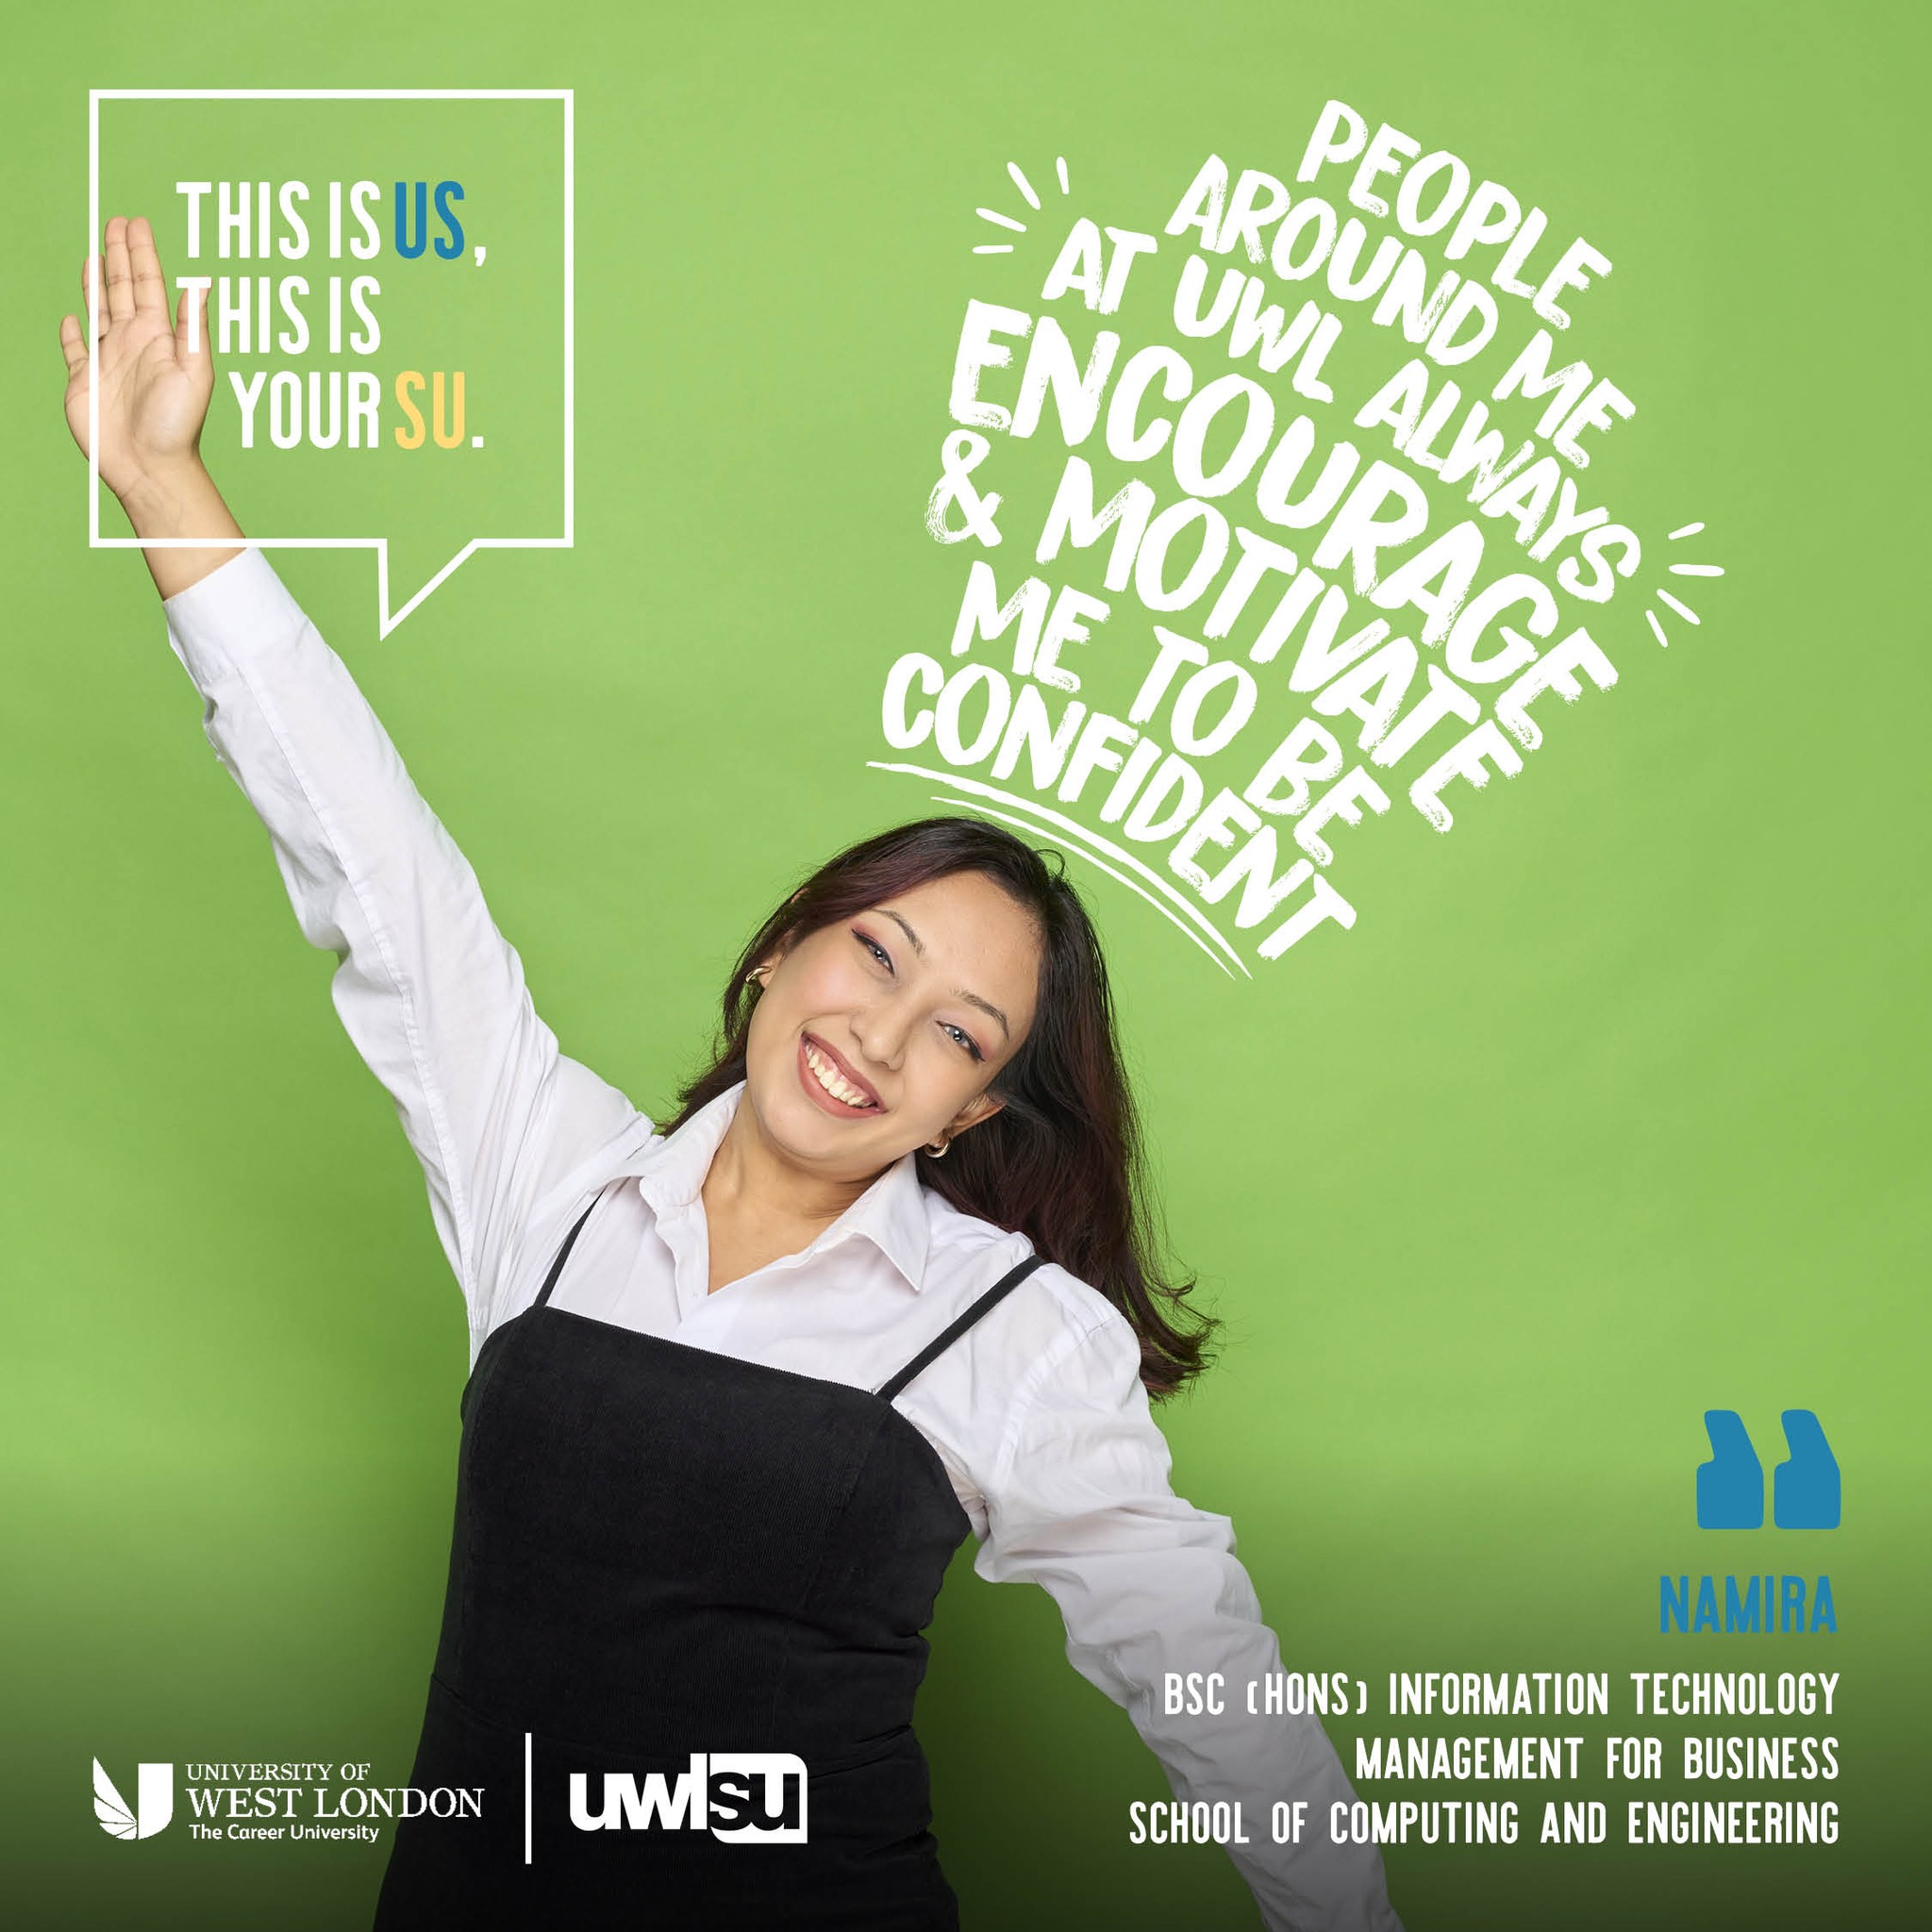 THIS IS US,
THIS IS
YOUR SU.
PEOPLE
AROUND ME
AT UWL ALWAYS
ENCOURAGE
& MOTIVATE
ME TO BE
CONFIDENT
“
NAMIRA
BSC (HONS) INFORMATION TECHNOLOGY
MANAGEMENT FOR BUSINESS
SCHOOL OF COMPUTING AND ENGINEERING
UNIVERSITY OF
WEST LONDON
The Career University
uwlsu